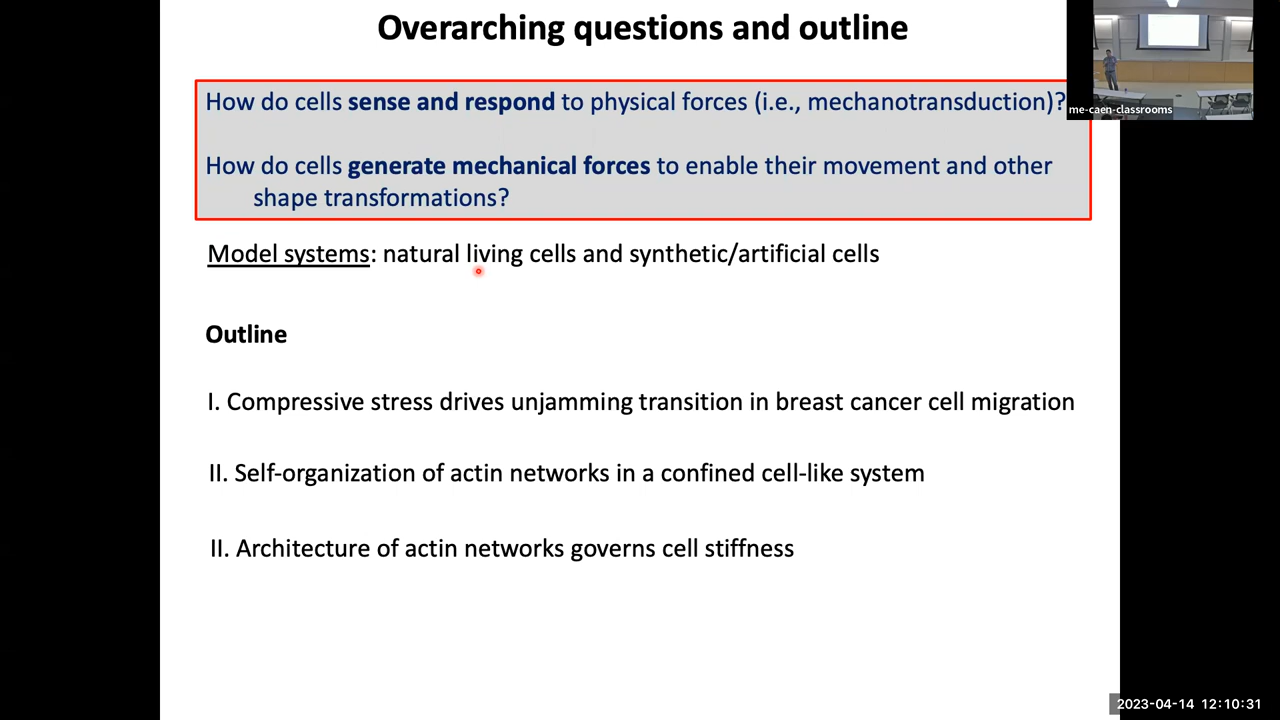 Overarching questions and outline
How do cells sense and respond to physical forces (i.e., mechanotransduction)?
me-caen-classrooms
How do cells generate mechanical forces to enable their movement and other
shape transformations?
Model systems: natural living cells and synthetic/artificial cells
Outline
I. Compressive stress drives unjamming transition in breast cancer cell migration
II. Self-organization of actin networks in a confined cell-like system
II. Architecture of actin networks governs cell stiffness
2023-04-14 12:10:31